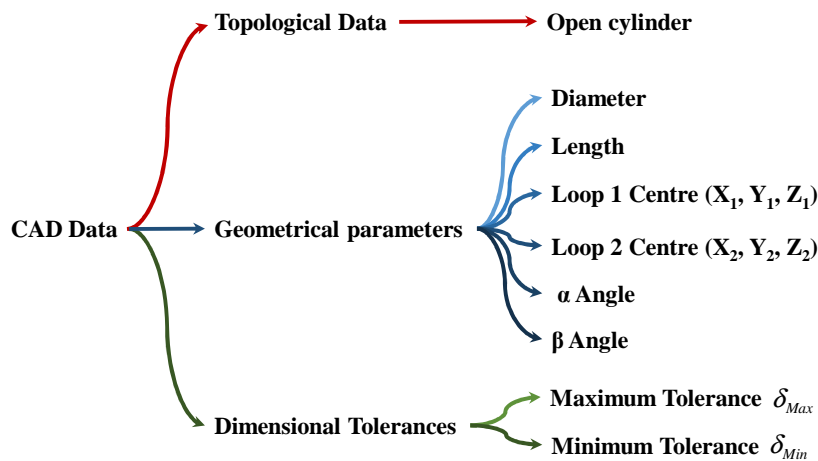 Topological Data
Open cylinder
Diameter
Length
Loop 1 Centre (X₁, Y₁, Z₁)
CAD Data
Geometrical parameters
Loop 2 Centre (X₂, Y₂, Z₂)
α Angle
β Angle
Dimensional Tolerances
Maximum Tolerance δMax
Minimum Tolerance δMin